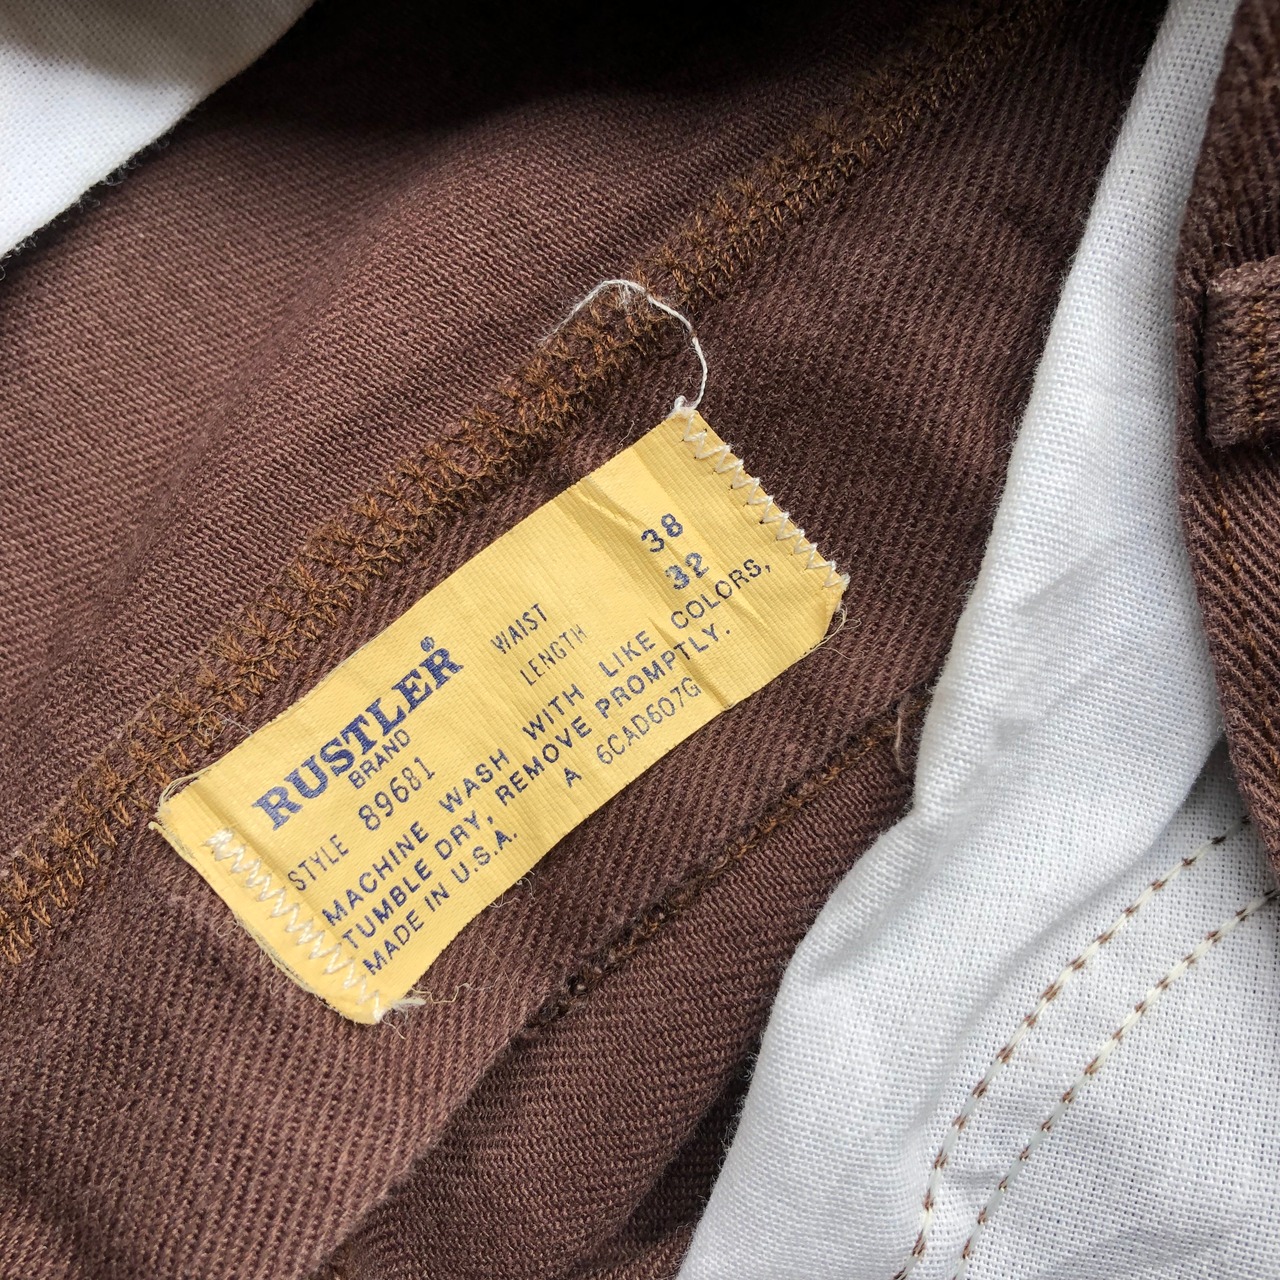 RUSTLER®
BRAND
WAIST 38
LENGTH 32
STYLE 89681
MACHINE WASH WITH LIKE COLORS,
TUMBLE DRY, REMOVE PROMPTLY.
MADE IN U.S.A. A 6CAD607G